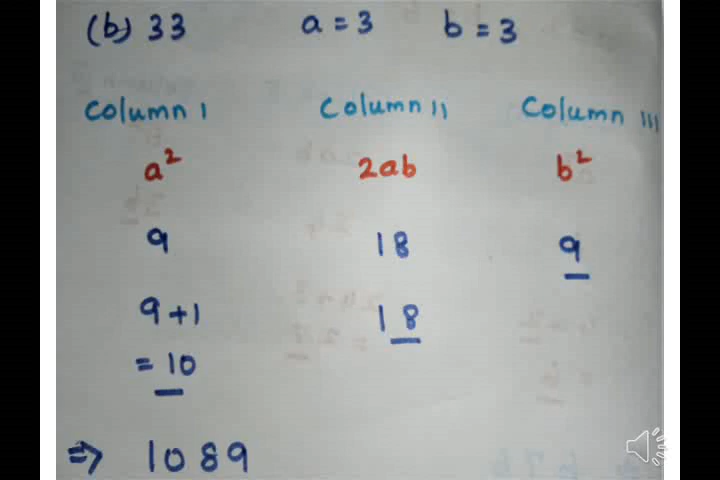 (b) 33 a = 3 b = 3
Column I Column II Column III
a² 2ab b²
9 18 9
9 + 1 18
= 10
⇒ 1089